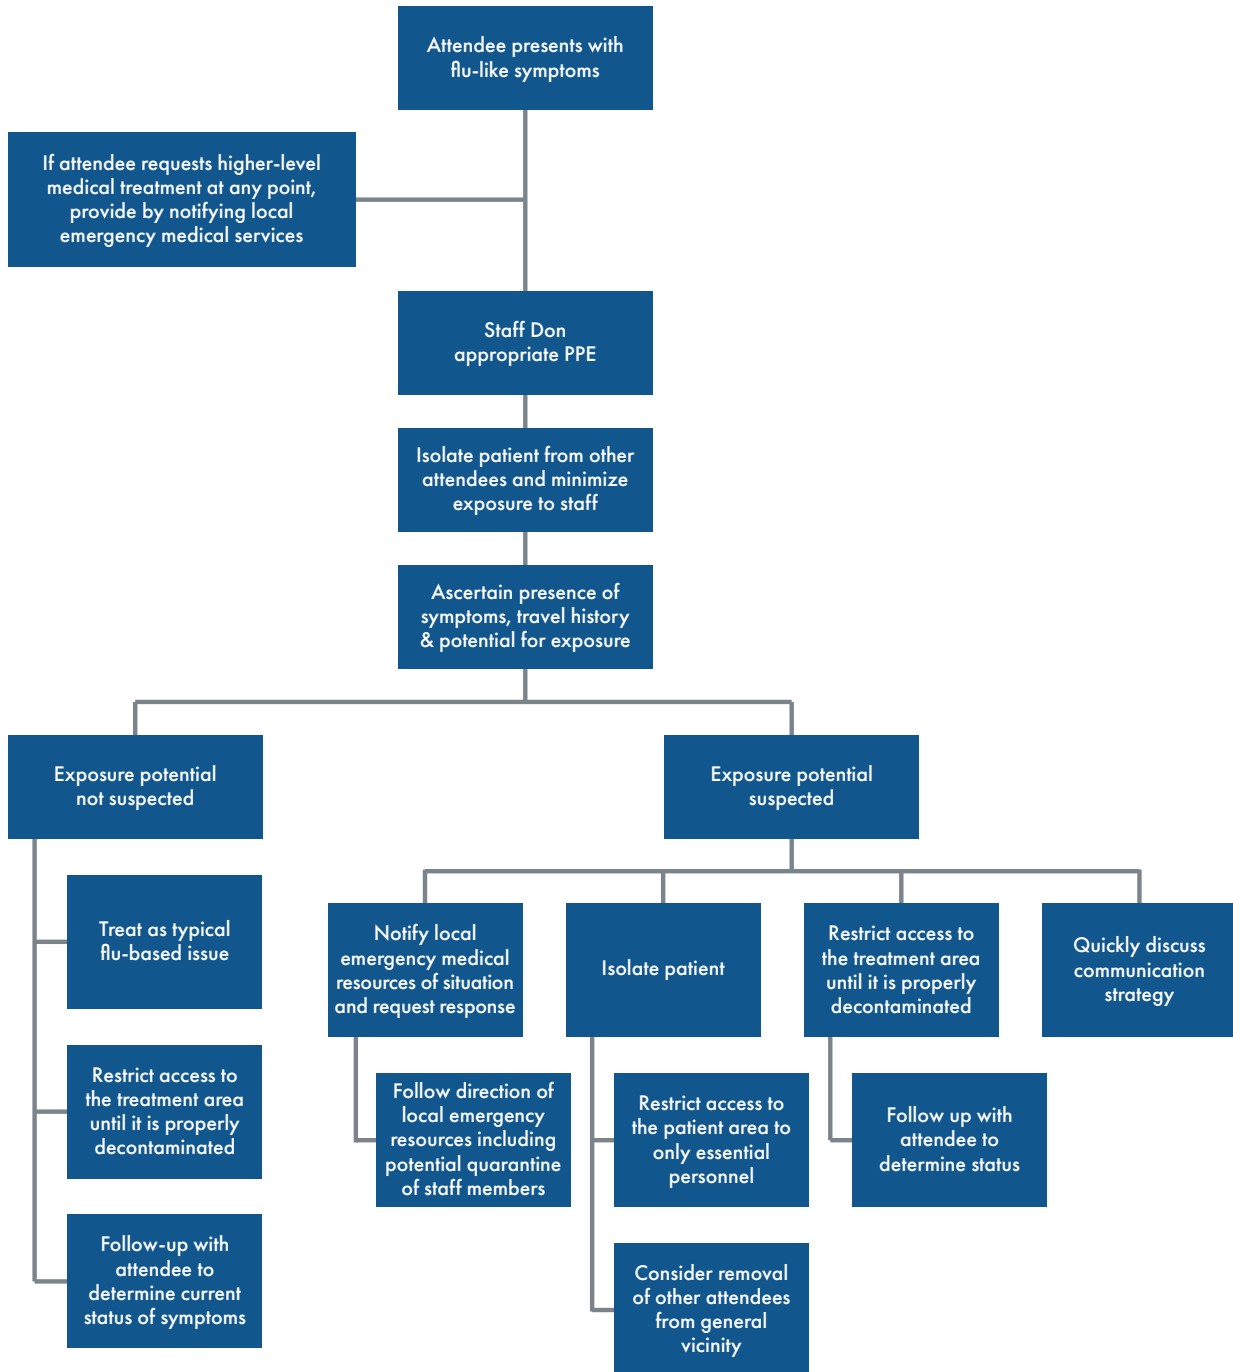 Attendee presents with
flu-like symptoms
If attendee requests higher-level
medical treatment at any point,
provide by notifying local
emergency medical services
Staff Don
appropriate PPE
Isolate patient from other
attendees and minimize
exposure to staff
Ascertain presence of
symptoms, travel history
& potential for exposure
Exposure potential
not suspected
Treat as typical
flu-based issue
Restrict access to
the treatment area
until it is properly
decontaminated
Follow-up with
attendee to
determine current
status of symptoms
Exposure potential
suspected
Notify local
emergency medical
resources of situation
and request response
Follow direction of
local emergency
resources including
potential quarantine
of staff members
Isolate patient
Restrict access to
the patient area to
only essential
personnel
Consider removal
of other attendees
from general
vicinity
Restrict access to
the treatment area
until it is properly
decontaminated
Follow up with
attendee to
determine status
Quickly discuss
communication
strategy